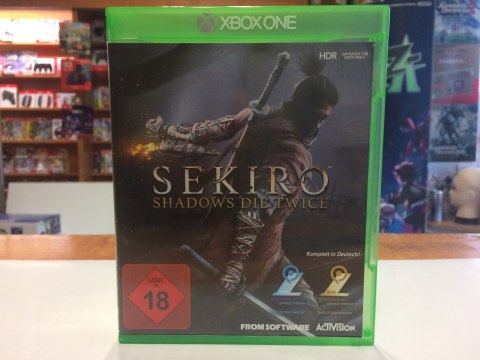 XBOX ONE
HDR
SEKIRO
SHADOWS DIE TWICE
Komplett in Deutsch!
USK
18
FROMSOFTWARE
ACTIVISION